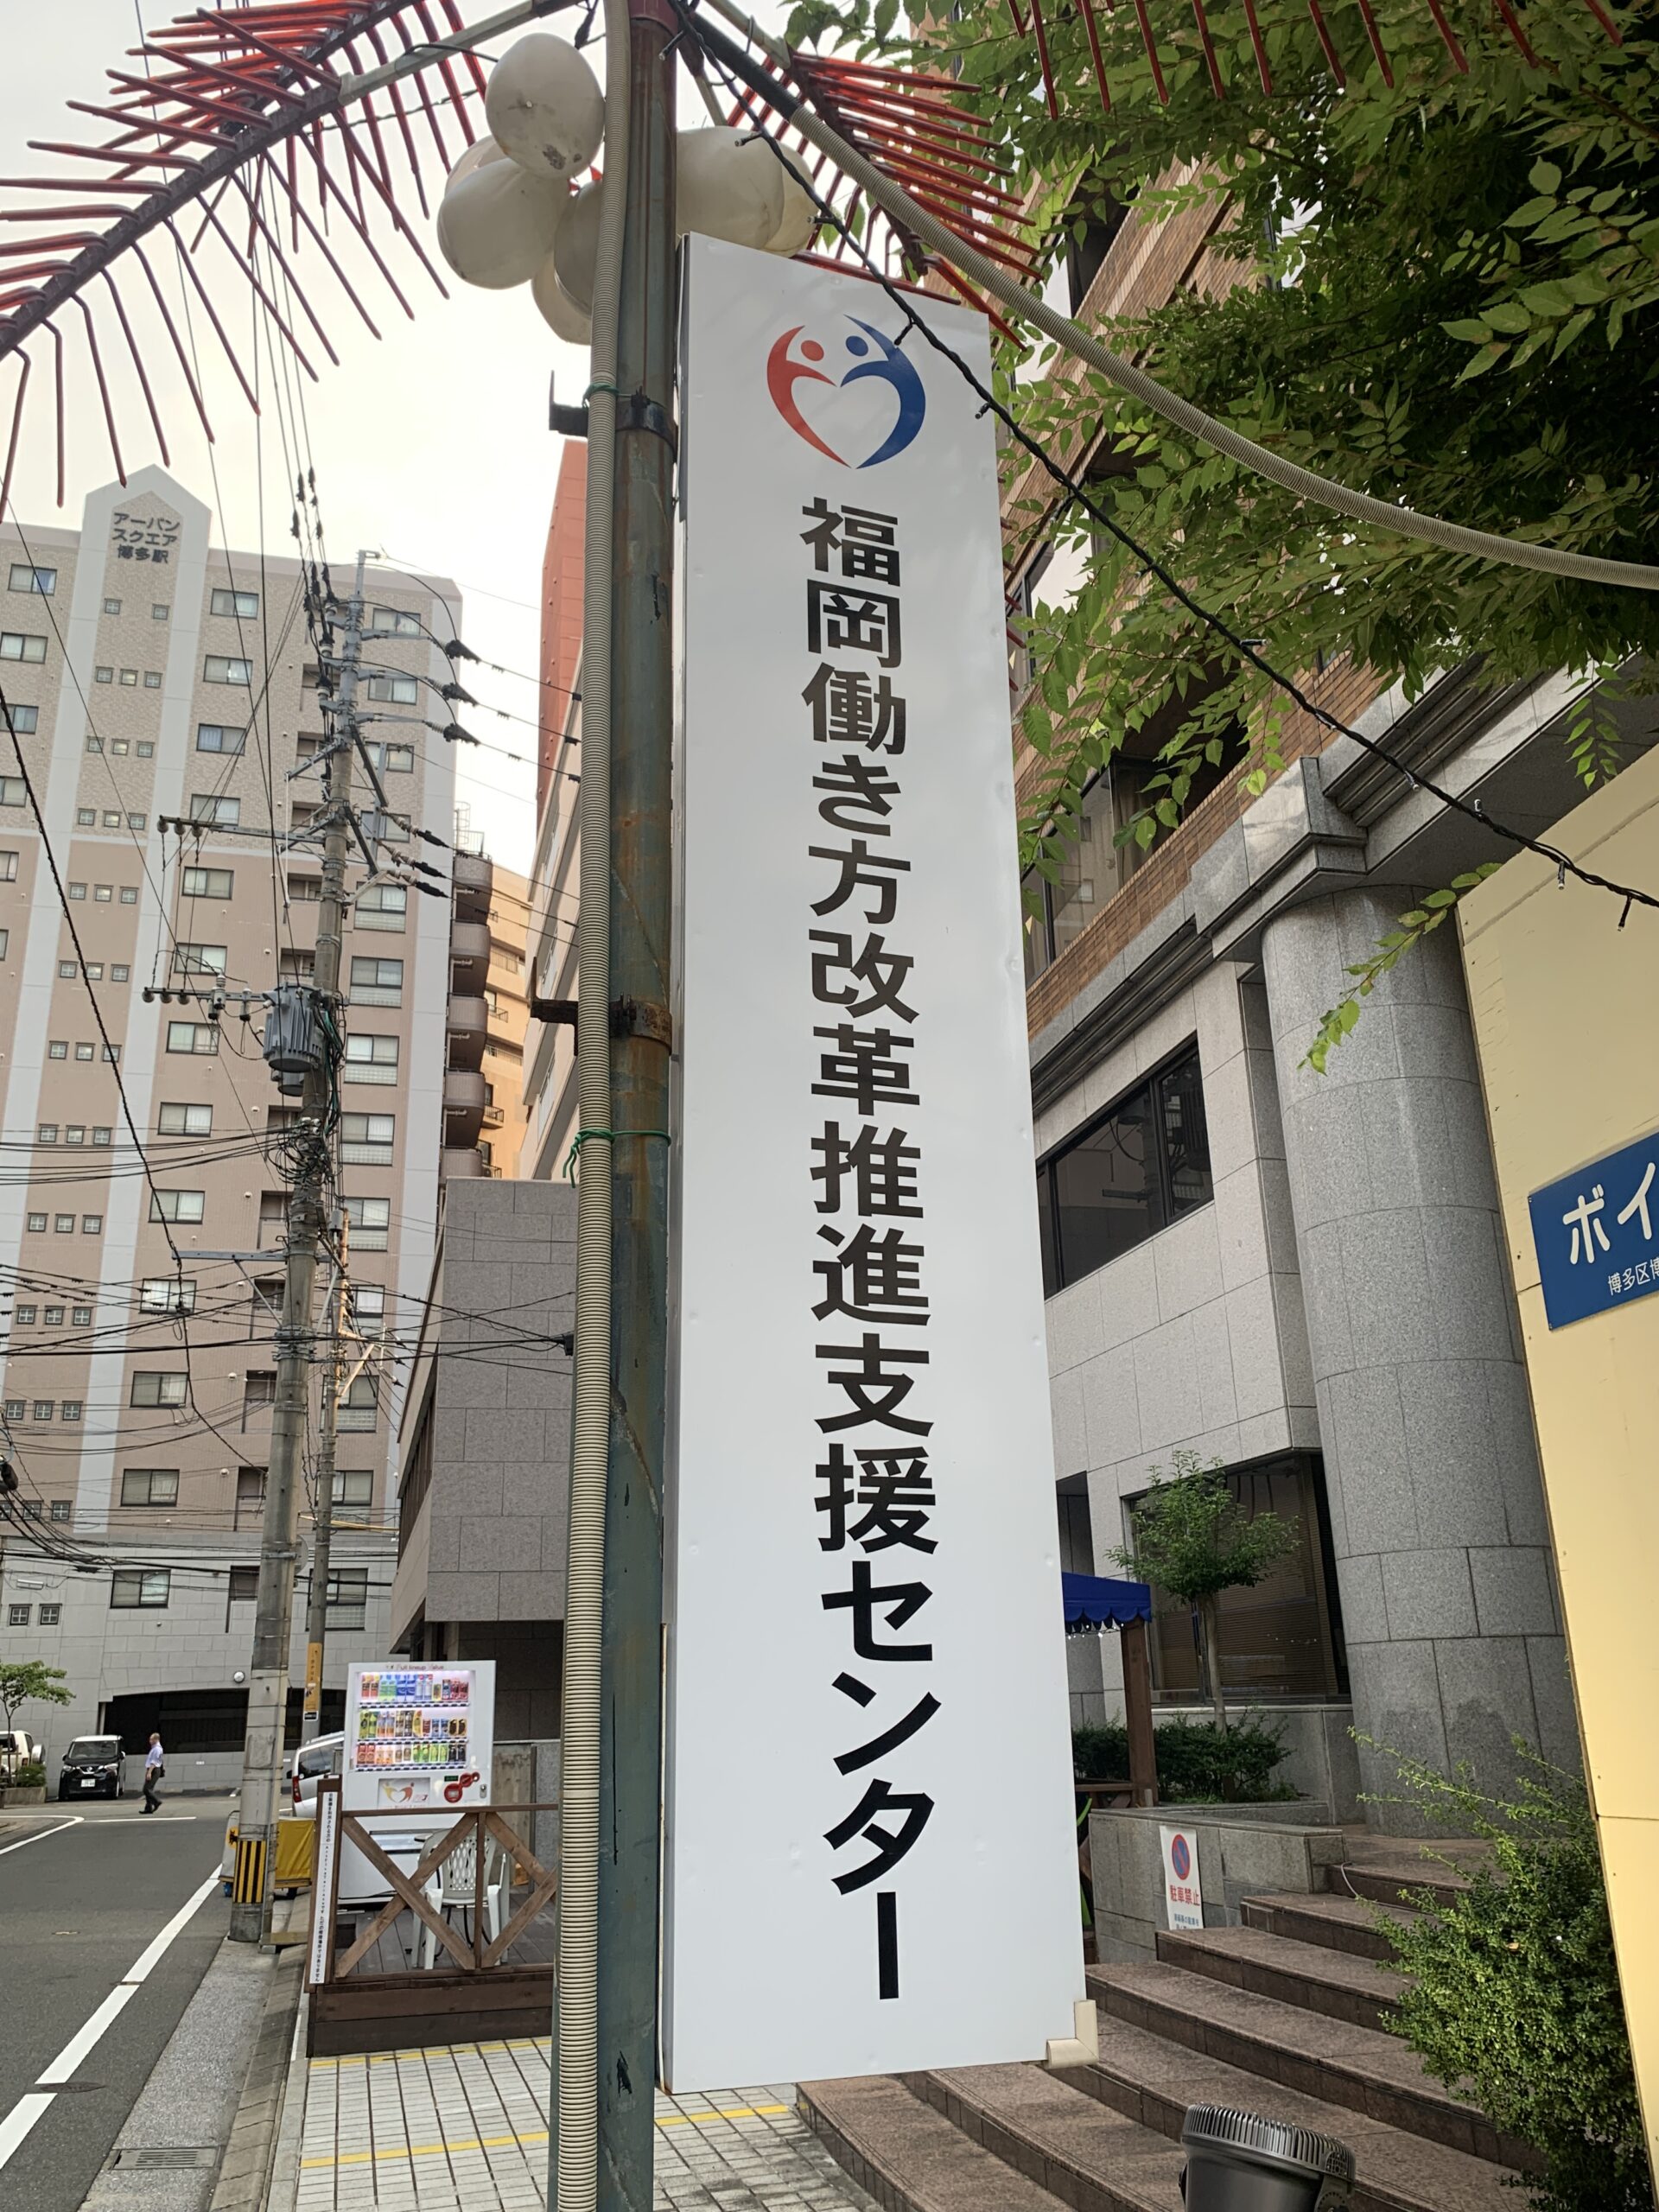 アーバン
スクエア
博多駅
福岡働き方改革推進支援センター
ボイ
博多区博
駐車禁止